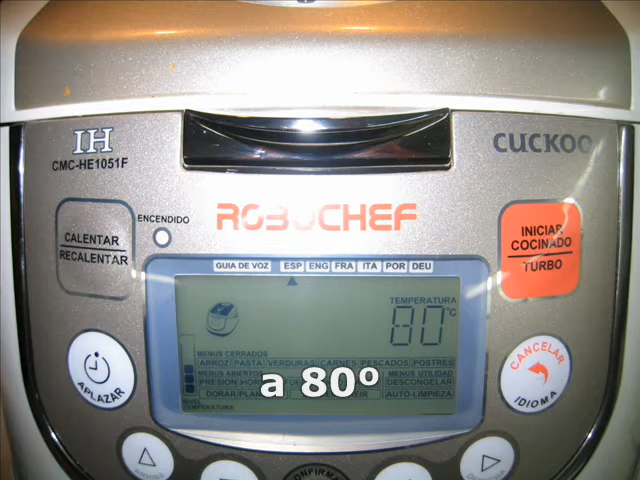 IH
CMC-HE1051F
CUCKOO
ROBOCHEF
ENCENDIDO
CALENTAR
RECALENTAR
INICIAR
COCINADO
TURBO
GUIA DE VOZ ESP ENG FRA ITA POR DEU
TEMPERATURA
80°C
MENUS CERRADOS
ARROZ PASTA VERDURAS CARNES PESCADOS POSTRES
MENUS ABIERTOS MENUS UTILIDAD
PRESION DESCONGELAR
AUTO-LIMPIEZA
TEMPERATURA
a 80º
APLAZAR
CANCELAR
IDIOMA